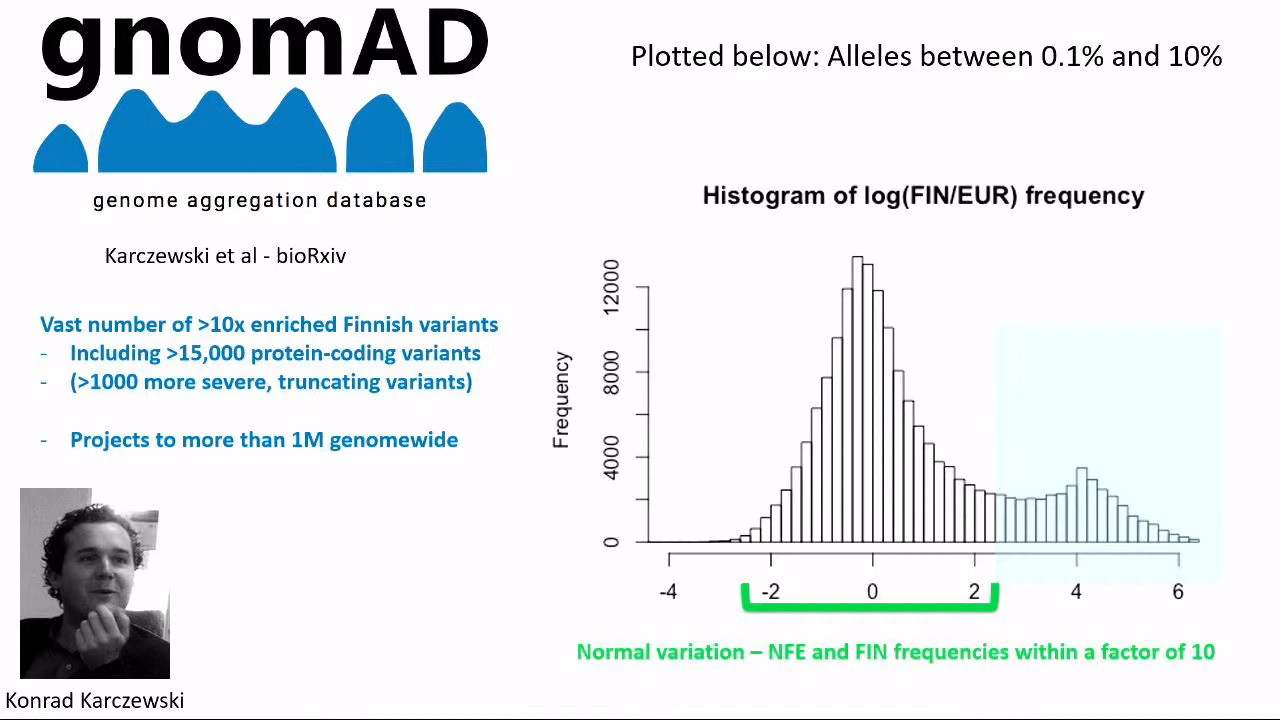 gnomAD
genome aggregation database
Karczewski et al - bioRxiv
Vast number of >10x enriched Finnish variants
- Including >15,000 protein-coding variants
- (>1000 more severe, truncating variants)
- Projects to more than 1M genomewide
Konrad Karczewski
Plotted below: Alleles between 0.1% and 10%
Histogram of log(FIN/EUR) frequency
Frequency
12000
8000
4000
0
-4 -2 0 2 4 6
Normal variation – NFE and FIN frequencies within a factor of 10